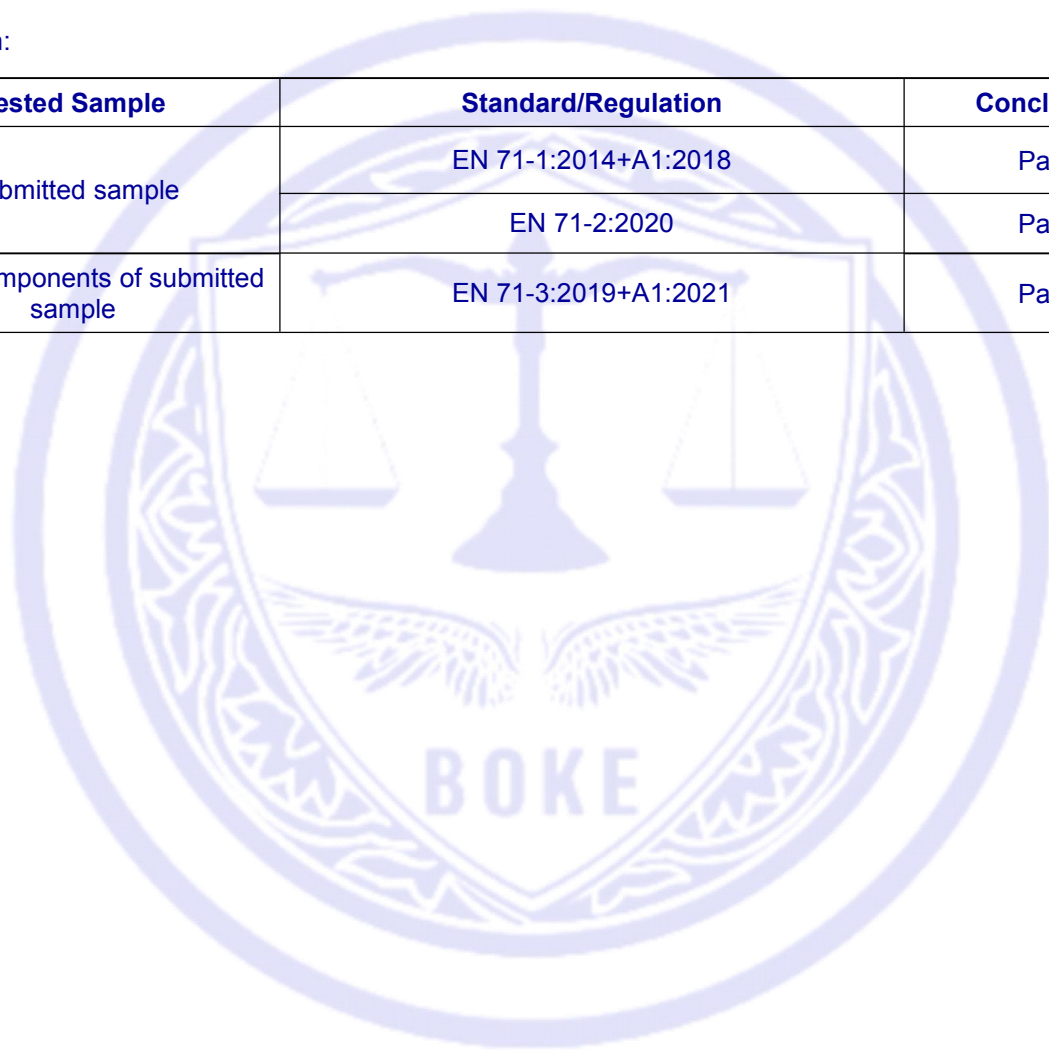 n:
ested Sample Standard/Regulation Concl
bmitted sample EN 71-1:2014+A1:2018 Pa
EN 71-2:2020 Pa
mponents of submitted
sample EN 71-3:2019+A1:2021 Pa
BOKE